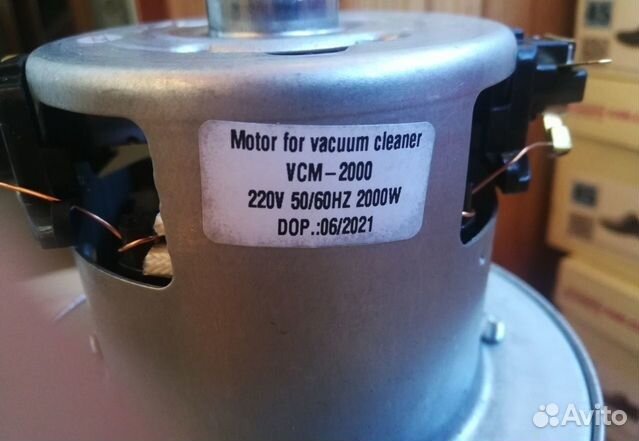 Motor for vacuum cleaner
VCM-2000
220V 50/60HZ 2000W
DOP.:06/2021
Avito